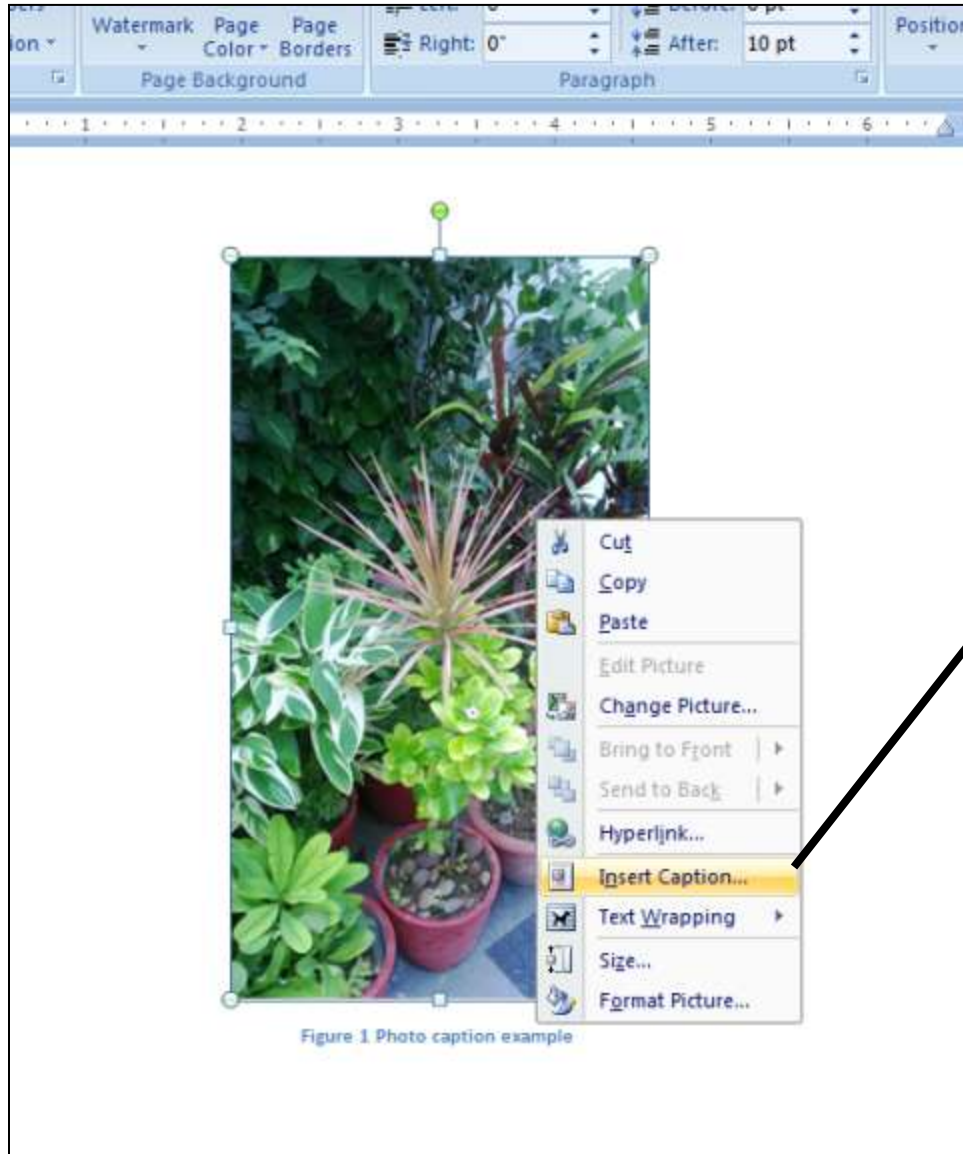 Watermark Page Page
ion Color Borders
Right: 0" After: 10 pt
Position
Page Background Paragraph
1 2 3 4 5 6
Cut
Copy
Paste
Edit Picture
Change Picture...
Bring to Front
Send to Back
Hyperlink...
Insert Caption...
Text Wrapping
Size...
Format Picture...
Figure 1 Photo caption example